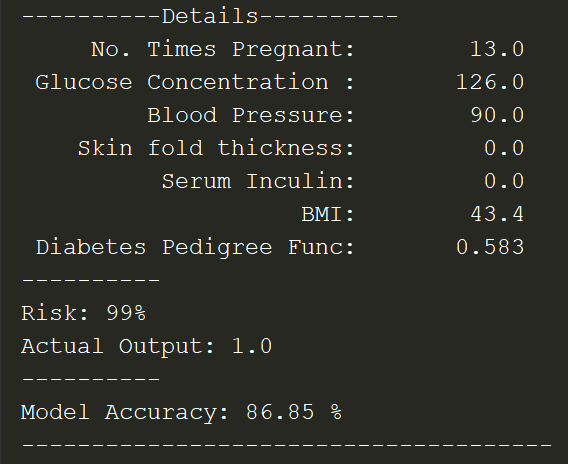 ----------Details----------
No. Times Pregnant: 13.0
Glucose Concentration : 126.0
Blood Pressure: 90.0
Skin fold thickness: 0.0
Serum Inculin: 0.0
BMI: 43.4
Diabetes Pedigree Func: 0.583
----------
Risk: 99%
Actual Output: 1.0
----------
Model Accuracy: 86.85 %
--------------------------------------